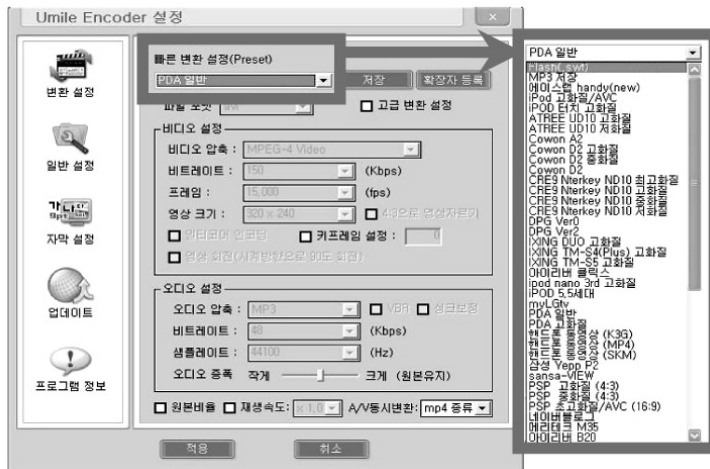 Umile Encoder 설정
변환 설정
일반 설정
자막 설정
업데이트
프로그램 정보
빠른 변환 설정(Preset)
PDA 일반
저장
확장자 등록
파일 포맷 avi
고급 변환 설정
비디오 설정
비디오 압축 : MPEG-4 Video
비트레이트 : 150 (Kbps)
프레임 : 15,000 (fps)
영상 크기 : 320 x 240 4:3으로 영상자르기
멀티코어 인코딩 키프레임 설정 : 0
영상 회전(시계방향으로 90도 회전)
오디오 설정
오디오 압축 : MP3 VBR 싱크보정
비트레이트 : 48 (Kbps)
샘플레이트 : 44100 (Hz)
오디오 증폭 작게 크게 (원본유지)
원본비율 재생속도: x 1,0 A/V동시변환: mp4 종류
적용 취소
PDA 일반
Flash(.swf)
MP3 저장
에이스랩 handy(new)
iPod 고화질/AVC
iPOD 터치 고화질
ATREE UD10 고화질
ATREE UD10 저화질
Cowon A2
Cowon D2 고화질
Cowon D2 중화질
Cowon D2
CRE9 Nterkey ND10 최고화질
CRE9 Nterkey ND10 고화질
CRE9 Nterkey ND10 중화질
CRE9 Nterkey ND10 저화질
DPG Ver0
DPG Ver2
IXING DUO 고화질
IXING TM-S4(Plus) 고화질
IXING TM-S5 고화질
아이리버 클릭스
ipod nano 3rd 고화질
iPOD 5,5세대
myLGtv
PDA 일반
PDA 고화질
핸드폰 동영상 (K3G)
핸드폰 동영상 (MP4)
핸드폰 동영상 (SKM)
삼성 Yepp P2
sansa-VIEW
PSP 고화질 (4:3)
PSP 중화질 (4:3)
PSP 초고화질/AVC (16:9)
네이버블로그
메리테크 M35
아이리버 B20